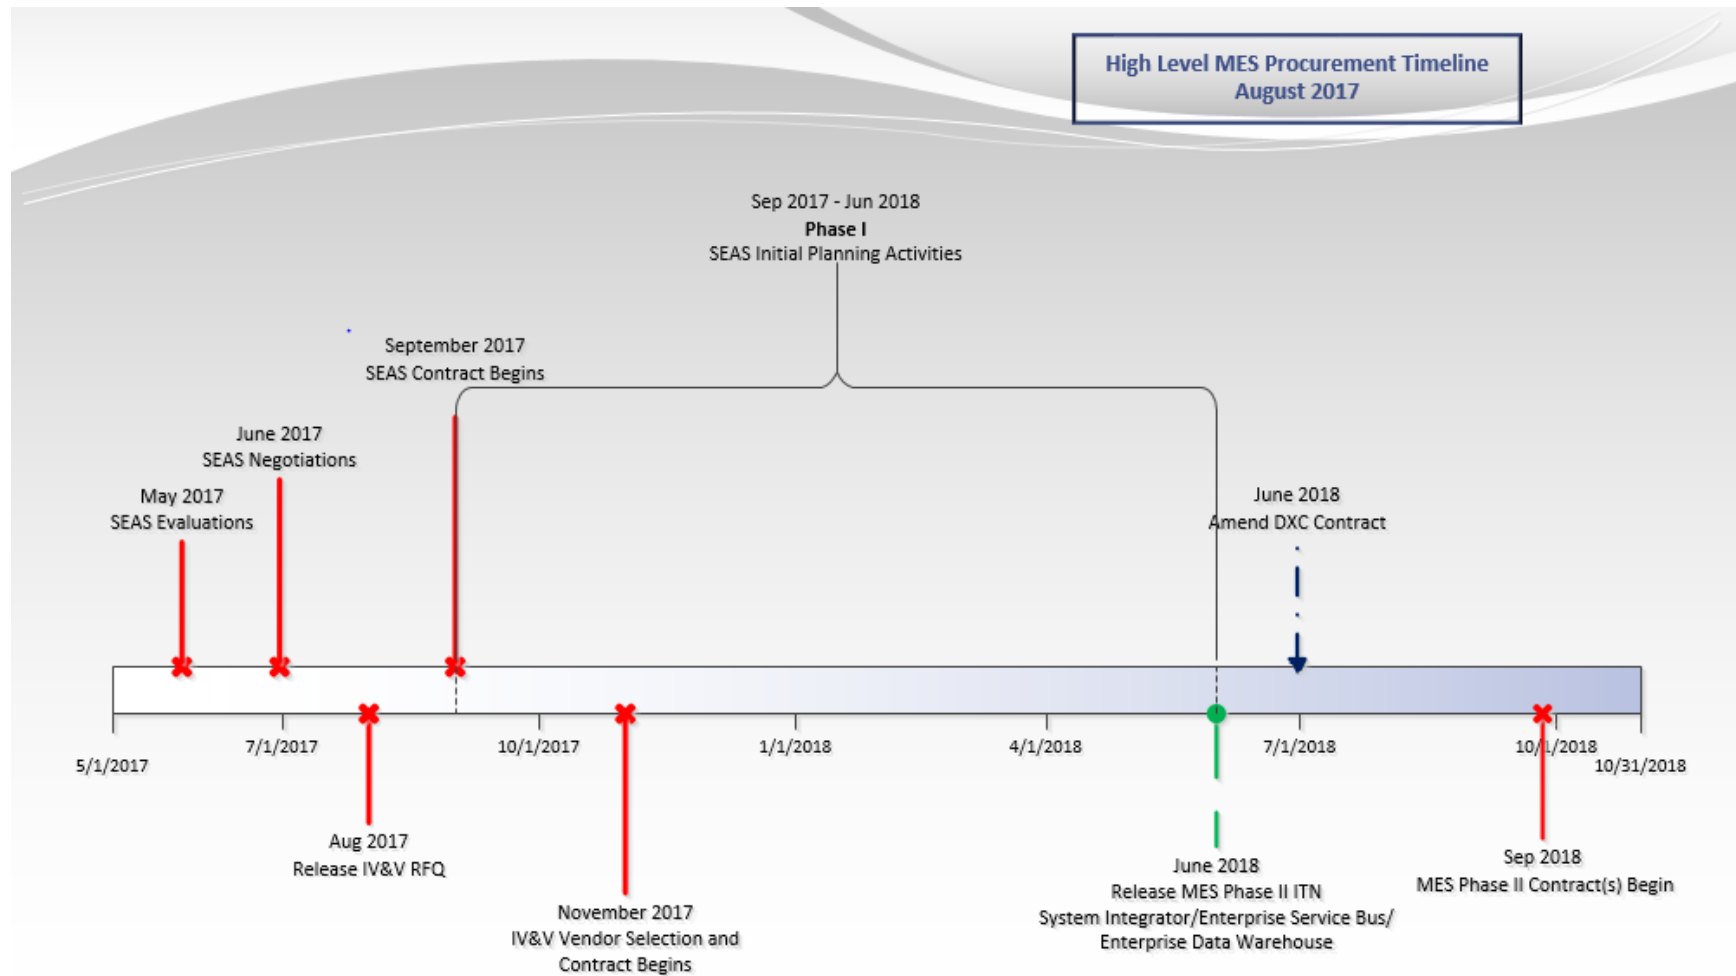 High Level MES Procurement Timeline
August 2017
Sep 2017 - Jun 2018
Phase I
SEAS Initial Planning Activities
September 2017
SEAS Contract Begins
June 2017
SEAS Negotiations
May 2017
SEAS Evaluations
June 2018
Amend DXC Contract
5/1/2017
7/1/2017
10/1/2017
1/1/2018
4/1/2018
7/1/2018
10/1/2018
10/31/2018
Aug 2017
Release IV&V RFQ
November 2017
IV&V Vendor Selection and
Contract Begins
June 2018
Release MES Phase II ITN
System Integrator/Enterprise Service Bus/
Enterprise Data Warehouse
Sep 2018
MES Phase II Contract(s) Begin